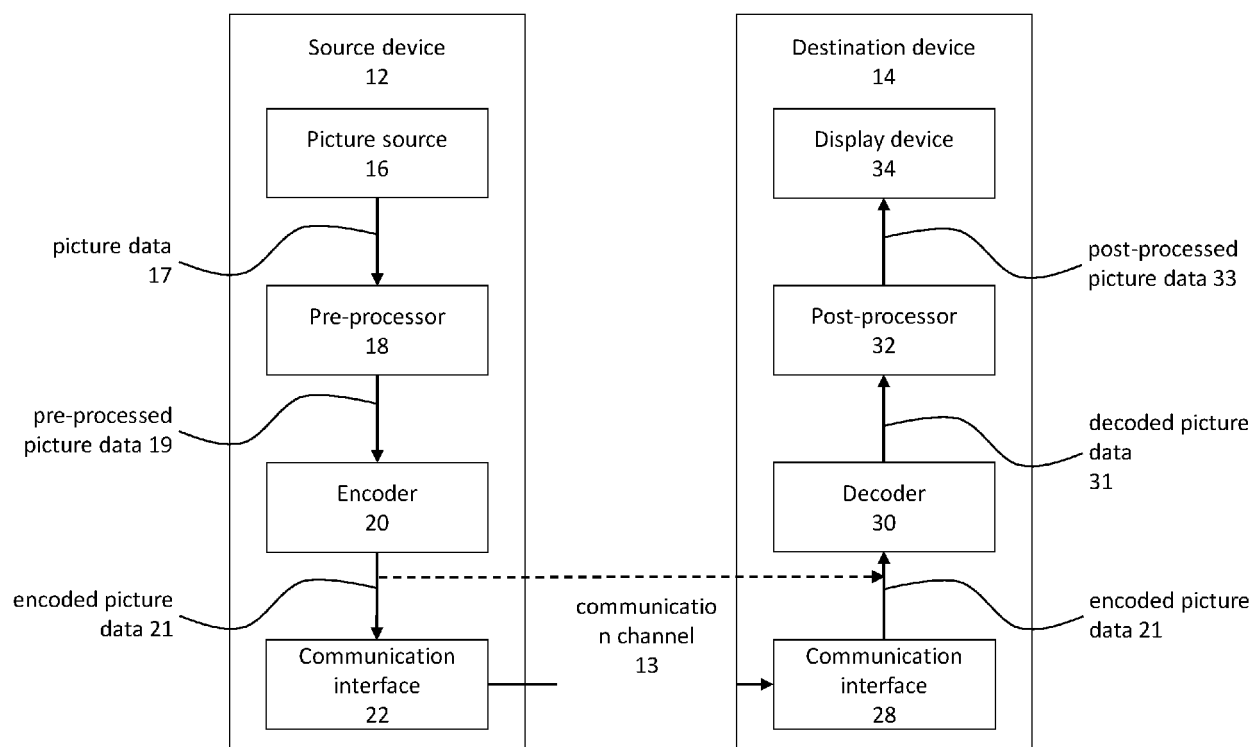 Source device
12
Picture source
16
picture data
17
Pre-processor
18
pre-processed
picture data 19
Encoder
20
encoded picture
data 21
Communication
interface
22
communicatio
n channel
13
Destination device
14
Display device
34
post-processed
picture data 33
Post-processor
32
decoded picture
data
31
Decoder
30
encoded picture
data 21
Communication
interface
28